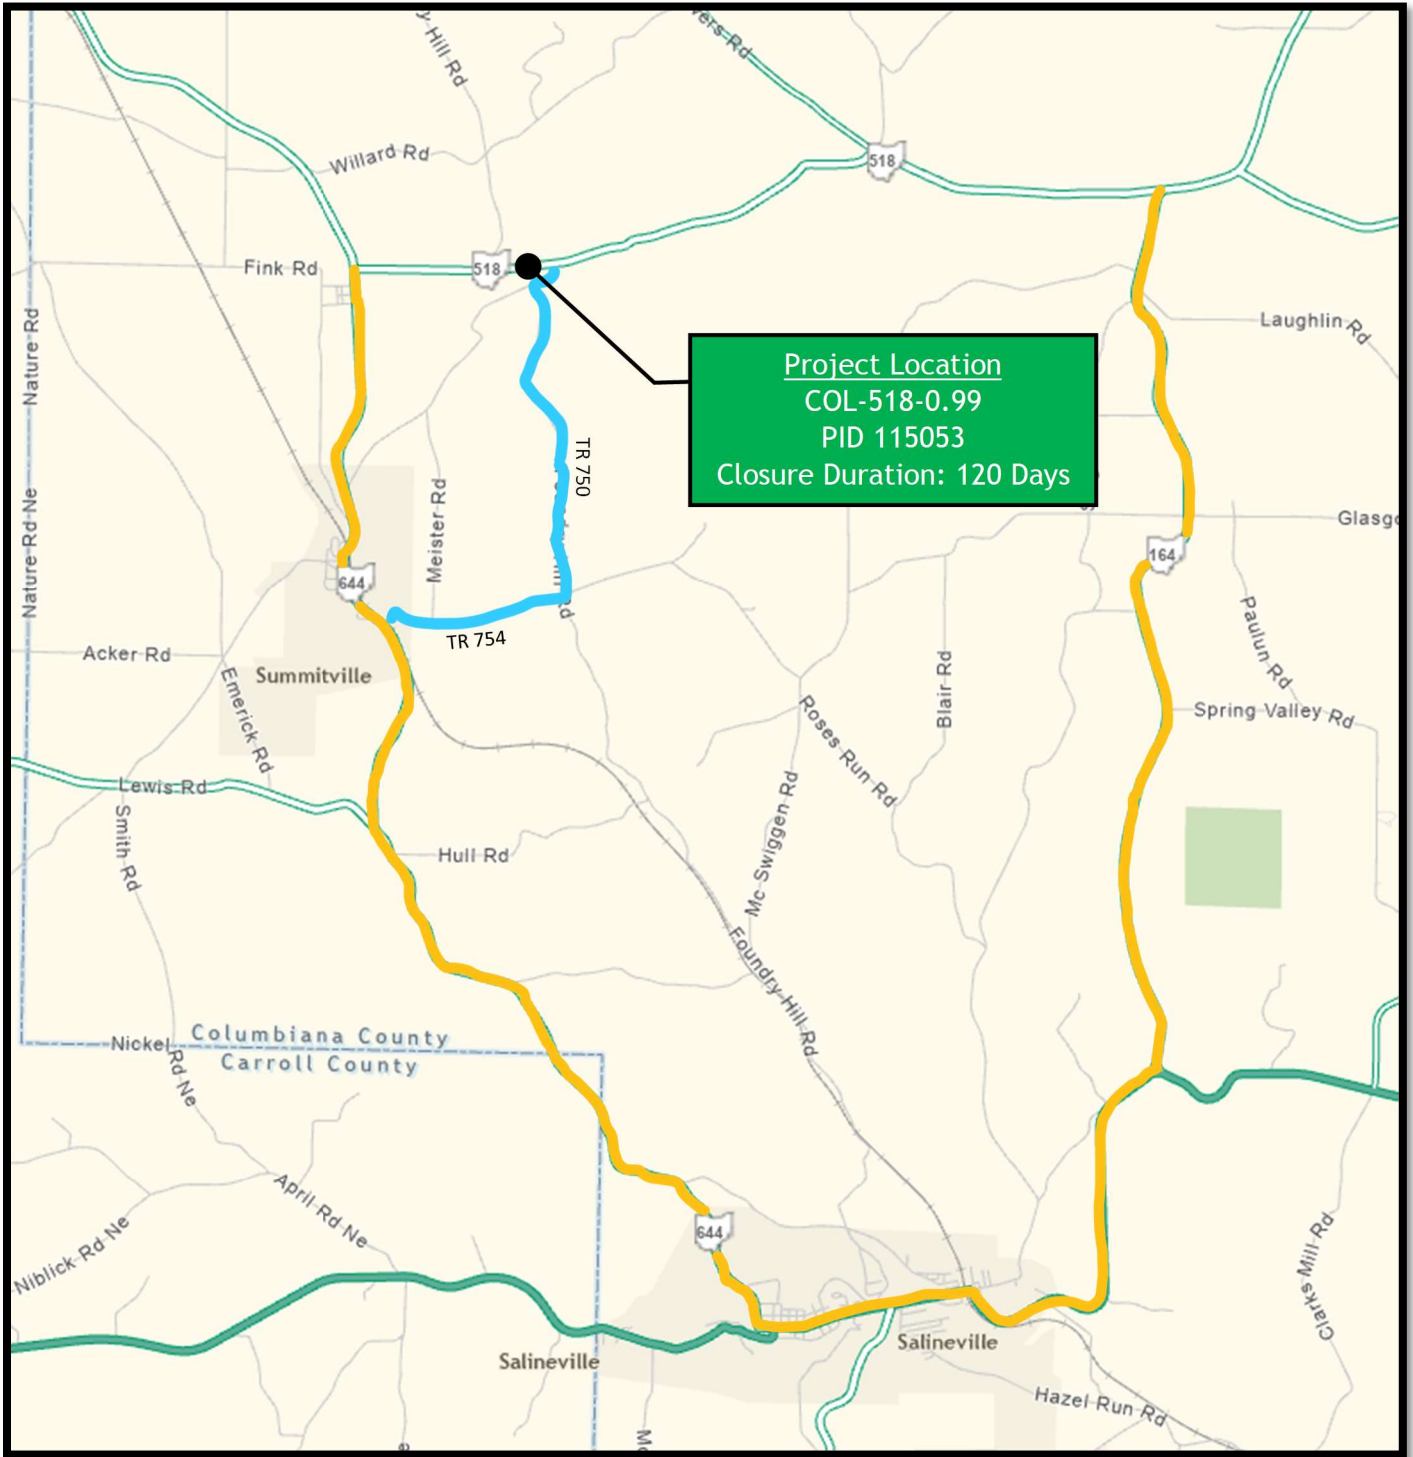 y Hill Rd
vers Rd
Willard Rd
518
Fink Rd
518
Nature Rd
Laughlin Rd
Project Location
COL-518-0.99
PID 115053
Closure Duration: 120 Days
TR 750
Meister Rd
Nature Rd Ne
Glasgo
164
644
Rd
TR 754
Acker Rd
Summitville
Emerick Rd
Paulun Rd
Blair Rd
Roses Run Rd
Spring Valley Rd
Lewis Rd
Smith Rd
Hull Rd
Mc Swiggen Rd
Foundry Hill Rd
Columbiana County
Nickel Rd Ne
Carroll County
April Rd Ne
Niblick Rd Ne
644
Clarks Mill Rd
Salineville
Salineville
Hazel Run Rd